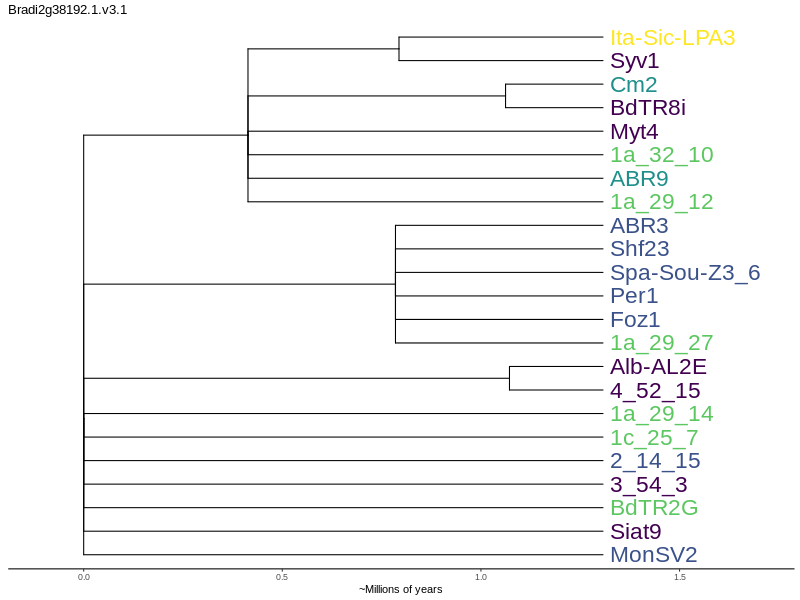 Bradi2g38192.1.v3.1
Ita-Sic-LPA3
Syv1
Cm2
BdTR8i
Myt4
1a_32_10
ABR9
1a_29_12
ABR3
Shf23
Spa-Sou-Z3_6
Per1
Foz1
1a_29_27
Alb-AL2E
4_52_15
1a_29_14
1c_25_7
2_14_15
3_54_3
BdTR2G
Siat9
MonSV2
0.0 0.5 1.0 1.5
~Millions of years